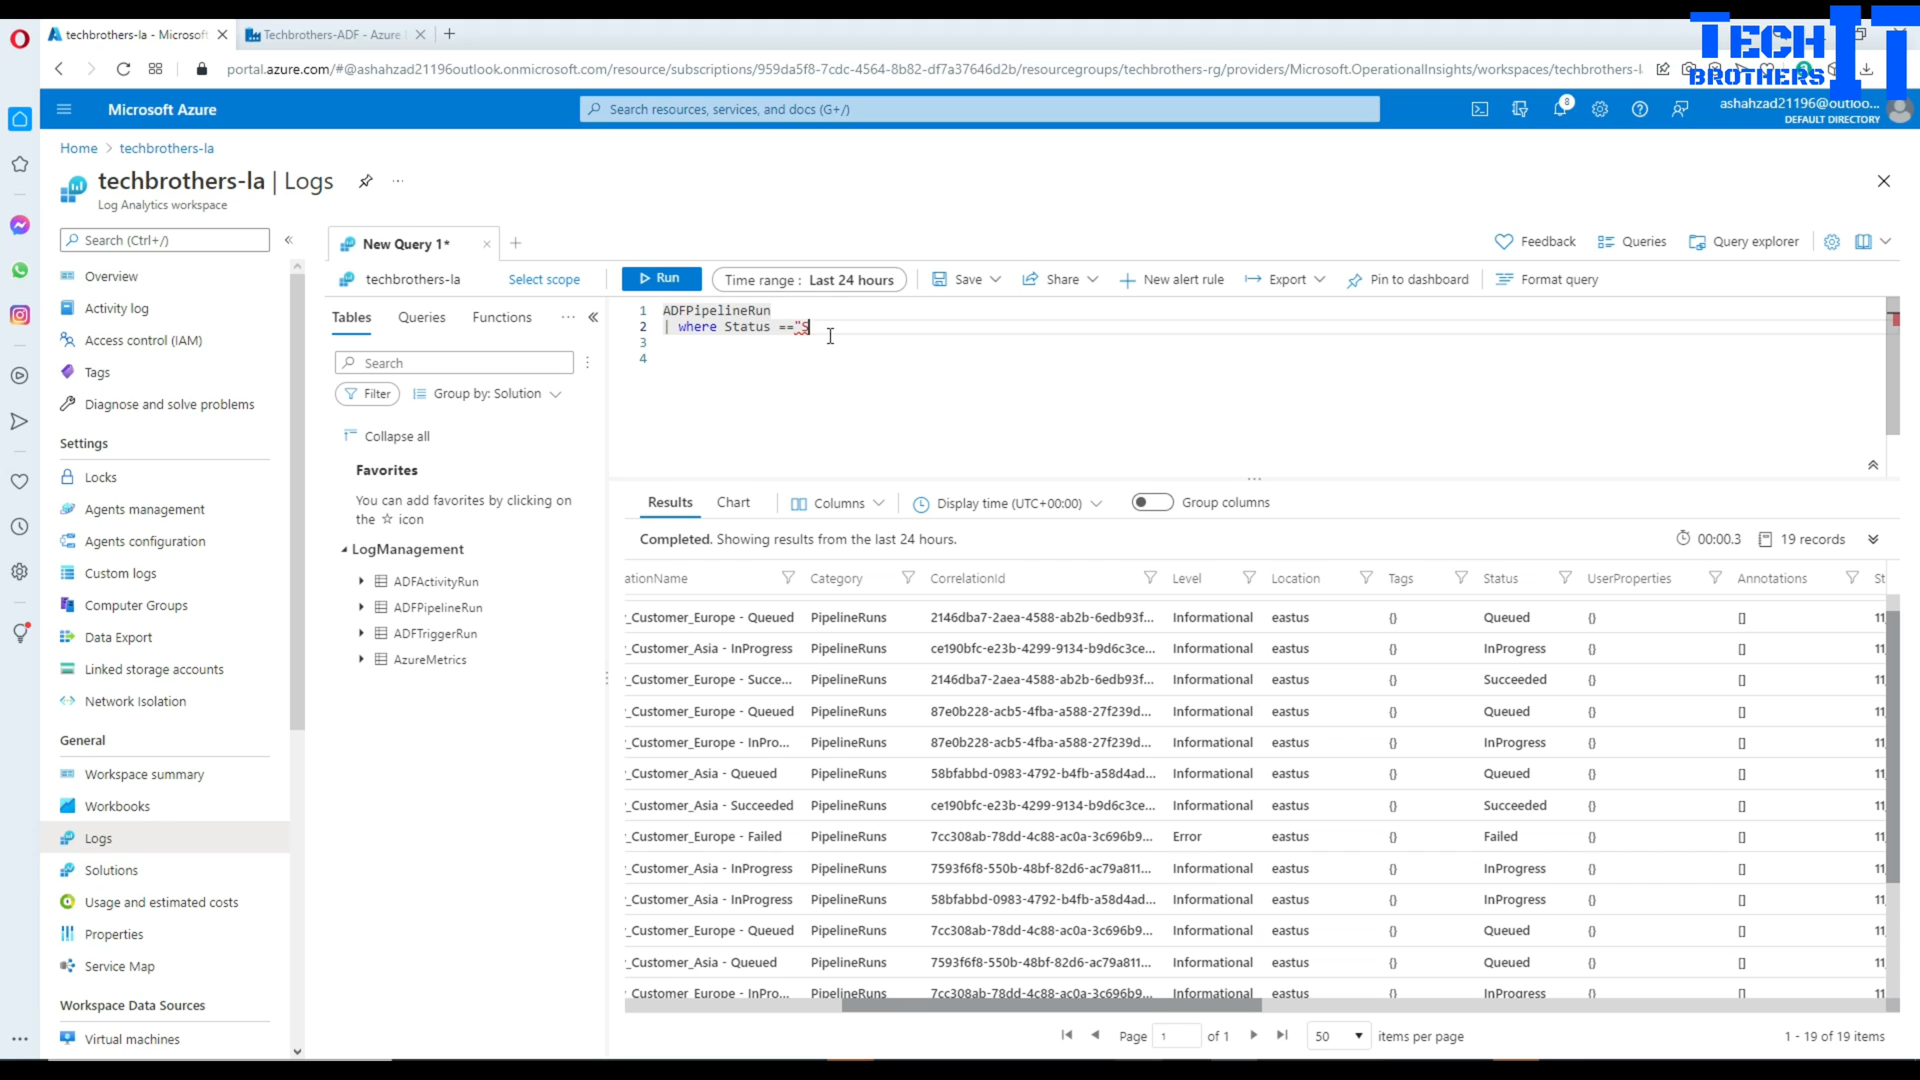 techbrothers-la - Microsoft
Techbrothers-ADF - Azure
TECH IT
BROTHERS
portal.azure.com/#@ashahzad21196outlook.onmicrosoft.com/resource/subscriptions/959da5f8-7cdc-4564-8b82-df7a37646d2b/resourcegroups/techbrothers-rg/providers/Microsoft.OperationalInsights/workspaces/techbrothers-l
Microsoft Azure
Search resources, services, and docs (G+/)
8
ashahzad21196@outloo...
DEFAULT DIRECTORY
Home > techbrothers-la
techbrothers-la | Logs
Log Analytics workspace
Search (Ctrl+/)
Overview
Activity log
Access control (IAM)
Tags
Diagnose and solve problems
Settings
Locks
Agents management
Agents configuration
Custom logs
Computer Groups
Data Export
Linked storage accounts
Network Isolation
General
Workspace summary
Workbooks
Logs
Solutions
Usage and estimated costs
Properties
Service Map
Workspace Data Sources
Virtual machines
New Query 1*
Feedback
Queries
Query explorer
techbrothers-la
Select scope
Run
Time range : Last 24 hours
Save
Share
New alert rule
Export
Pin to dashboard
Format query
Tables
Queries
Functions
Search
Filter
Group by: Solution
Collapse all
Favorites
You can add favorites by clicking on
the ☆ icon
LogManagement
ADFActivityRun
ADFPipelineRun
ADFTriggerRun
AzureMetrics
1 ADFPipelineRun
2 | where Status =="S
3
4
Results
Chart
Columns
Display time (UTC+00:00)
Group columns
Completed. Showing results from the last 24 hours.
00:00.3
19 records
ationName Category CorrelationId Level Location Tags Status UserProperties Annotations St
_Customer_Europe - Queued PipelineRuns 2146dba7-2aea-4588-ab2b-6edb93f... Informational eastus {} Queued {} [] 11
_Customer_Asia - InProgress PipelineRuns ce190bfc-e23b-4299-9134-b9d6c3ce... Informational eastus {} InProgress {} [] 11
_Customer_Europe - Succe... PipelineRuns 2146dba7-2aea-4588-ab2b-6edb93f... Informational eastus {} Succeeded {} [] 11
_Customer_Europe - Queued PipelineRuns 87e0b228-acb5-4fba-a588-27f239d... Informational eastus {} Queued {} [] 11
_Customer_Europe - InPro... PipelineRuns 87e0b228-acb5-4fba-a588-27f239d... Informational eastus {} InProgress {} [] 11
_Customer_Asia - Queued PipelineRuns 58bfabbd-0983-4792-b4fb-a58d4ad... Informational eastus {} Queued {} [] 11
_Customer_Asia - Succeeded PipelineRuns ce190bfc-e23b-4299-9134-b9d6c3ce... Informational eastus {} Succeeded {} [] 11
_Customer_Europe - Failed PipelineRuns 7cc308ab-78dd-4c88-ac0a-3c696b9... Error eastus {} Failed {} [] 11
_Customer_Asia - InProgress PipelineRuns 7593f6f8-550b-48bf-82d6-ac79a811... Informational eastus {} InProgress {} [] 11
_Customer_Asia - InProgress PipelineRuns 58bfabbd-0983-4792-b4fb-a58d4ad... Informational eastus {} InProgress {} [] 11
_Customer_Europe - Queued PipelineRuns 7cc308ab-78dd-4c88-ac0a-3c696b9... Informational eastus {} Queued {} [] 11
_Customer_Asia - Queued PipelineRuns 7593f6f8-550b-48bf-82d6-ac79a811... Informational eastus {} Queued {} [] 11
Customer Europe - InPro... PipelineRuns 7cc308ab-78dd-4c88-ac0a-3c696b9... Informational eastus {} InProgress {} [] 11
Page 1 of 1
50 items per page
1 - 19 of 19 items